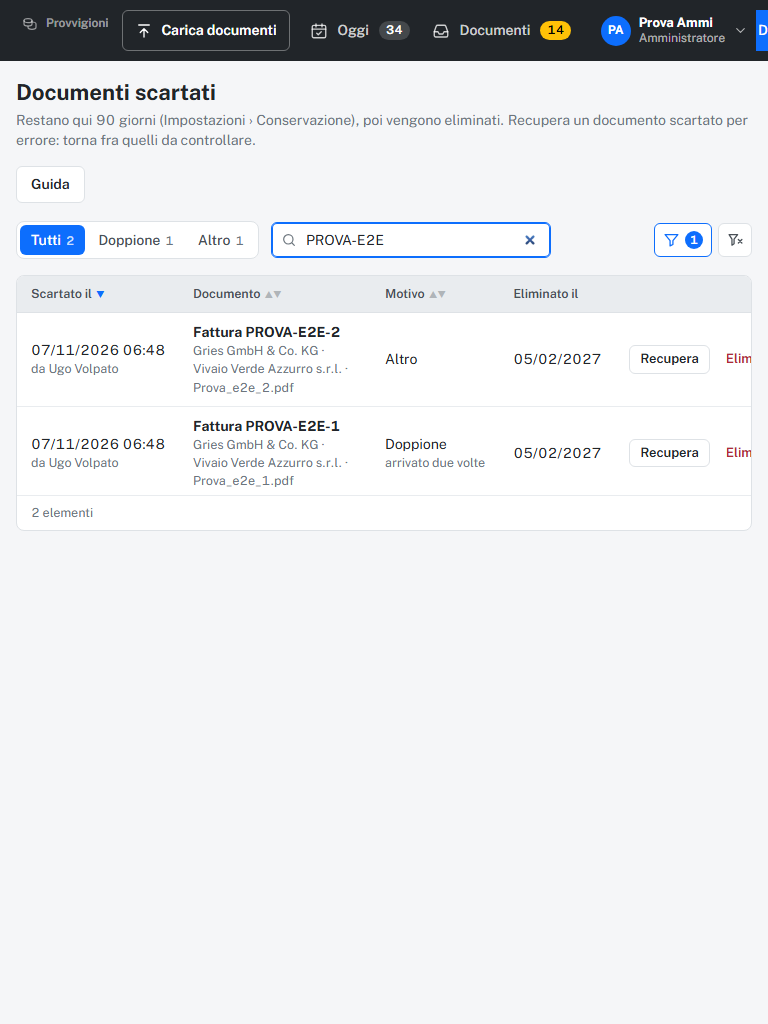 Provvigioni
Carica documenti
Oggi 34
Documenti 14
PA
Prova Ammi
Amministratore
D
Documenti scartati
Restano qui 90 giorni (Impostazioni › Conservazione), poi vengono eliminati. Recupera un documento scartato per
errore: torna fra quelli da controllare.
Guida
Tutti 2
Doppione 1
Altro 1
PROVA-E2E
1
Scartato il
Documento
Motivo
Eliminato il
07/11/2026 06:48
da Ugo Volpato
Fattura PROVA-E2E-2
Gries GmbH & Co. KG ·
Vivaio Verde Azzurro s.r.l. ·
Prova_e2e_2.pdf
Altro
05/02/2027
Recupera
Elim
07/11/2026 06:48
da Ugo Volpato
Fattura PROVA-E2E-1
Gries GmbH & Co. KG ·
Vivaio Verde Azzurro s.r.l. ·
Prova_e2e_1.pdf
Doppione
arrivato due volte
05/02/2027
Recupera
Elim
2 elementi